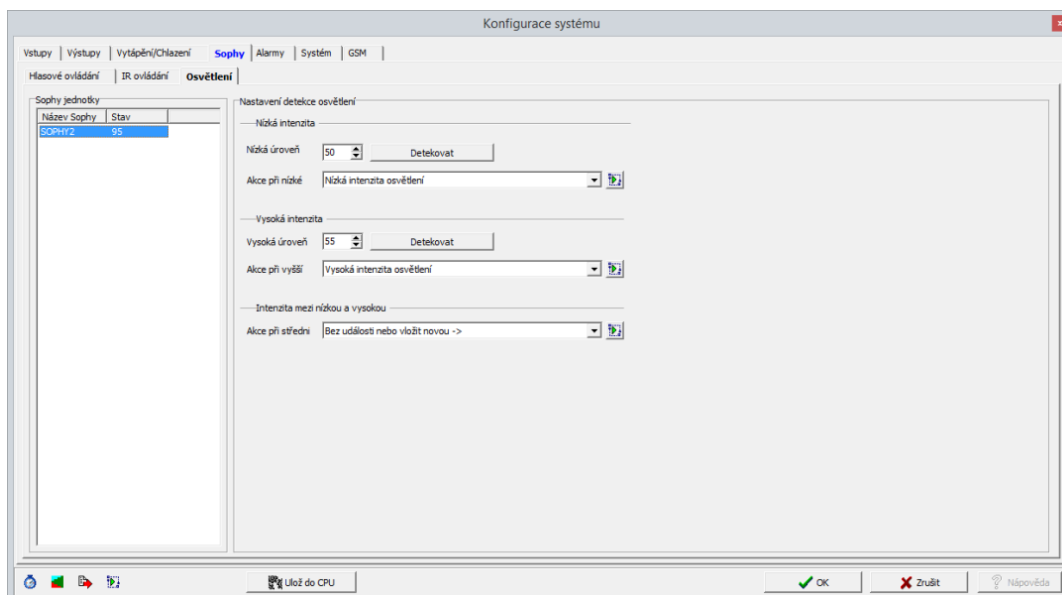 Konfigurace systému
Vstupy Výstupy Vytápění/Chlazení Sophy Alarmy Systém GSM
Hlasové ovládání IR ovládání Osvětlení
Sophy jednotky
Název Sophy Stav
SOPHY2 95
Nastavení detekce osvětlení
Nízká intenzita
Nízká úroveň 50 Detekovat
Akce při nízké Nízká intenzita osvětlení
Vysoká intenzita
Vysoká úroveň 55 Detekovat
Akce při vyšší Vysoká intenzita osvětlení
Intenzita mezi nízkou a vysokou
Akce při středni Bez události nebo vložit novou ->
Ulož do CPU OK Zrušit Nápověda